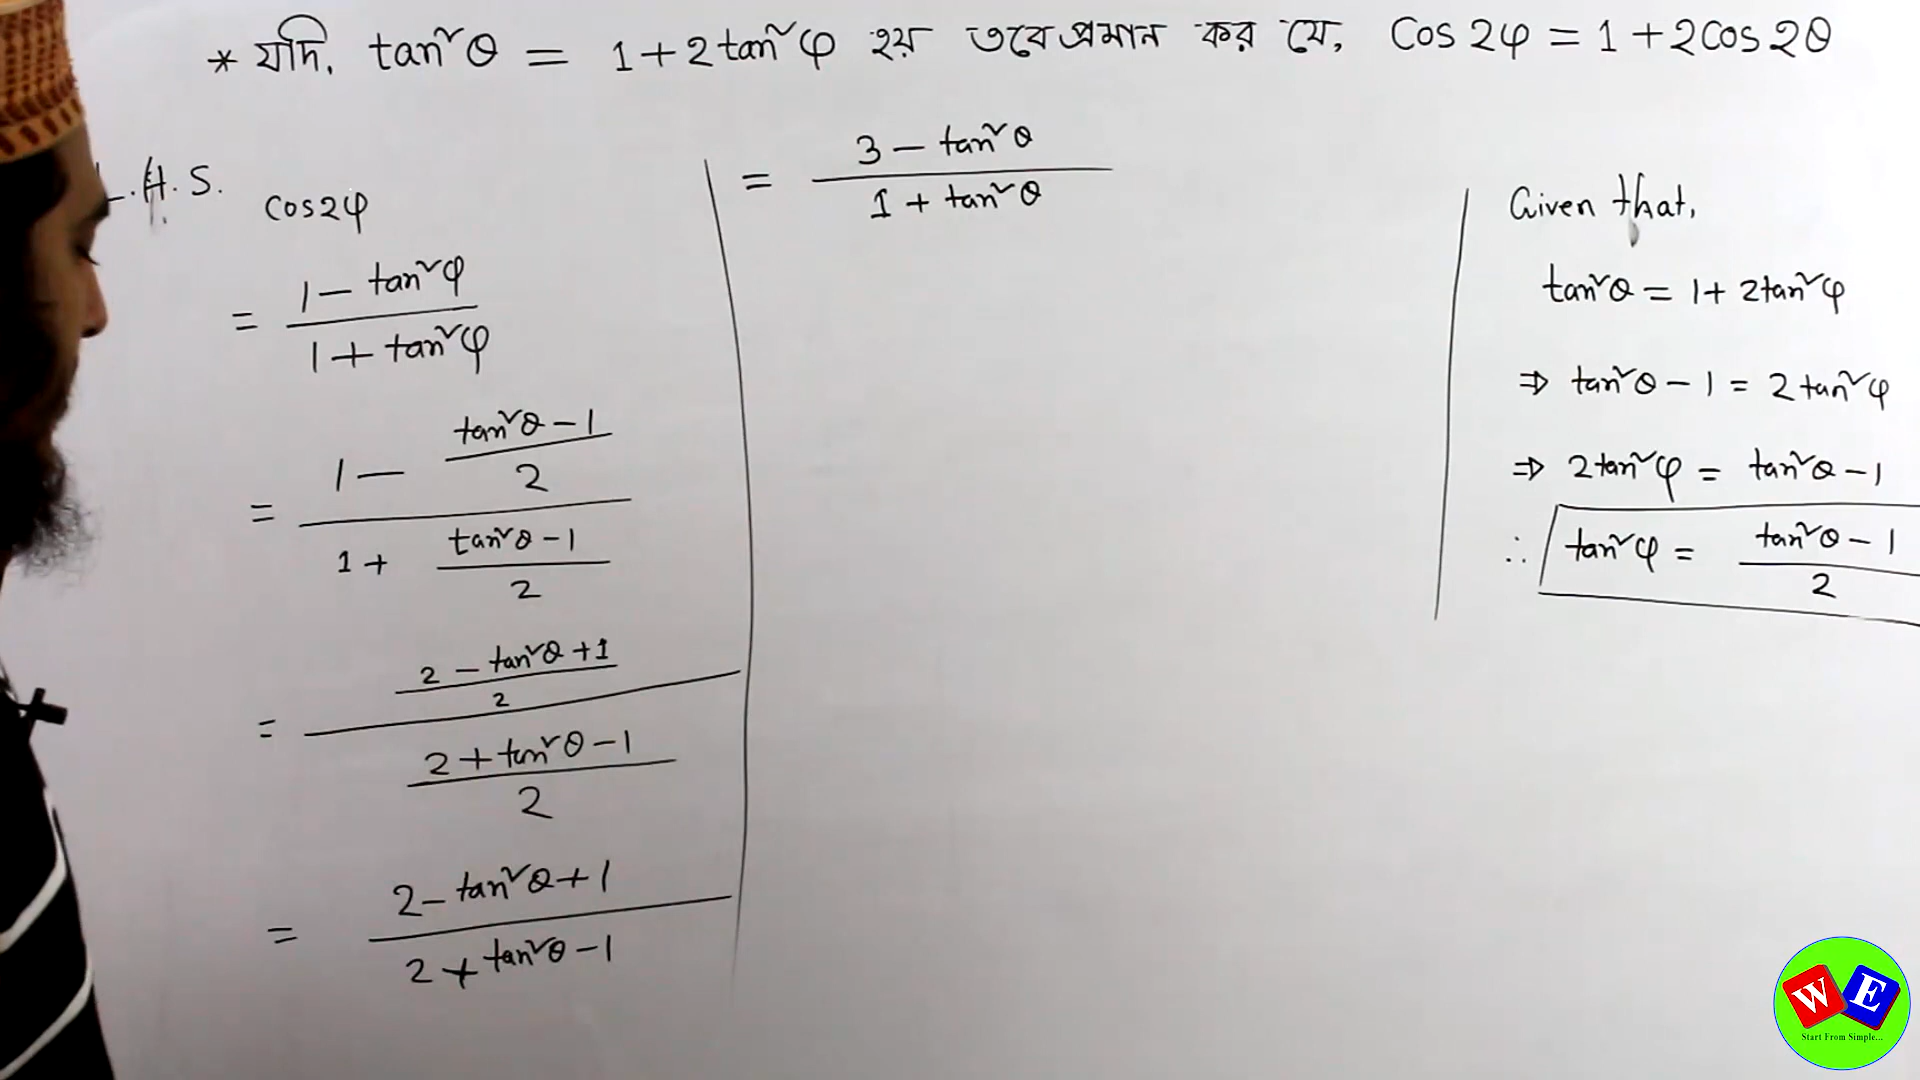 * যদি, tan²θ = 1 + 2tan²φ হয় তবে প্রমান কর যে, Cos2φ = 1 + 2Cos2θ
L.H.S.
cos2φ
= (1 - tan²φ) / (1 + tan²φ)
= (1 - (tan²θ - 1)/2) / (1 + (tan²θ - 1)/2)
= ((2 - tan²θ + 1)/2) / ((2 + tan²θ - 1)/2)
= (2 - tan²θ + 1) / (2 + tan²θ - 1)
= (3 - tan²θ) / (1 + tan²θ)
Given that,
tan²θ = 1 + 2tan²φ
⇒ tan²θ - 1 = 2tan²φ
⇒ 2tan²φ = tan²θ - 1
∴ tan²φ = (tan²θ - 1) / 2
W E
Start From Simple...